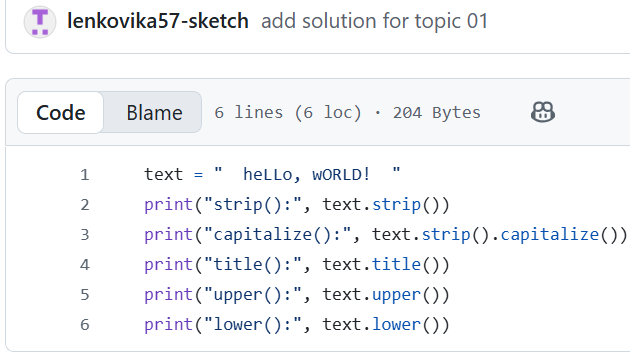 lenkovika57-sketch add solution for topic 01
Code Blame 6 lines (6 loc) · 204 Bytes
1 text = "  heLLo, wORLD!  "
2 print("strip():", text.strip())
3 print("capitalize():", text.strip().capitalize())
4 print("title():", text.title())
5 print("upper():", text.upper())
6 print("lower():", text.lower())